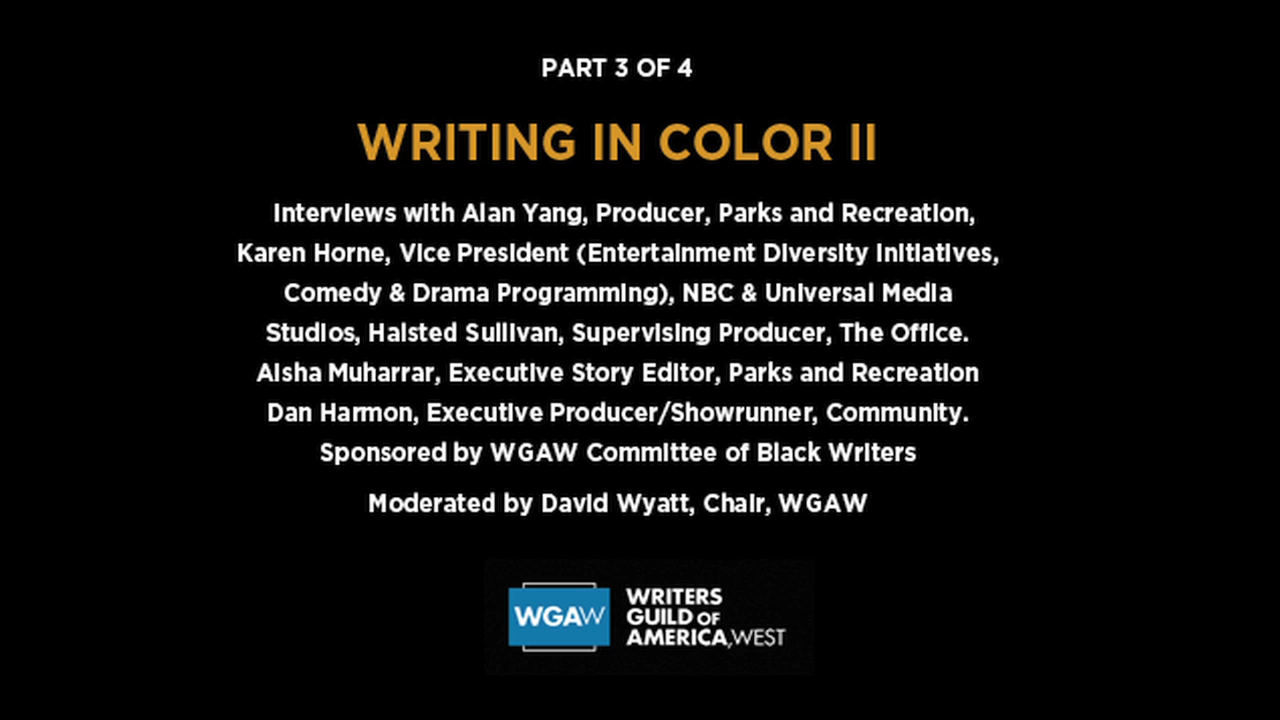 PART 3 OF 4
WRITING IN COLOR II
Interviews with Alan Yang, Producer, Parks and Recreation,
Karen Horne, Vice President (Entertainment Diversity Initiatives,
Comedy & Drama Programming), NBC & Universal Media
Studios, Halsted Sullivan, Supervising Producer, The Office.
Aisha Muharrar, Executive Story Editor, Parks and Recreation
Dan Harmon, Executive Producer/Showrunner, Community.
Sponsored by WGAW Committee of Black Writers
Moderated by David Wyatt, Chair, WGAW
WGAW
WRITERS
GUILD OF
AMERICA, WEST